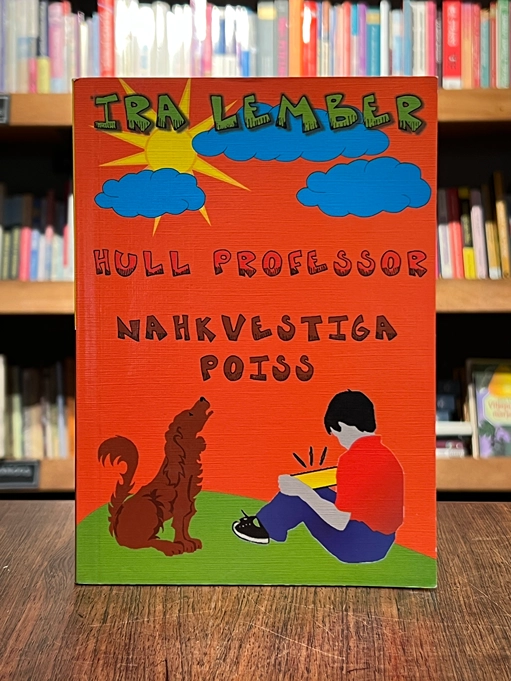 IRA LEMBER
HULL PROFESSOR
NAHKVESTIGA
POISS